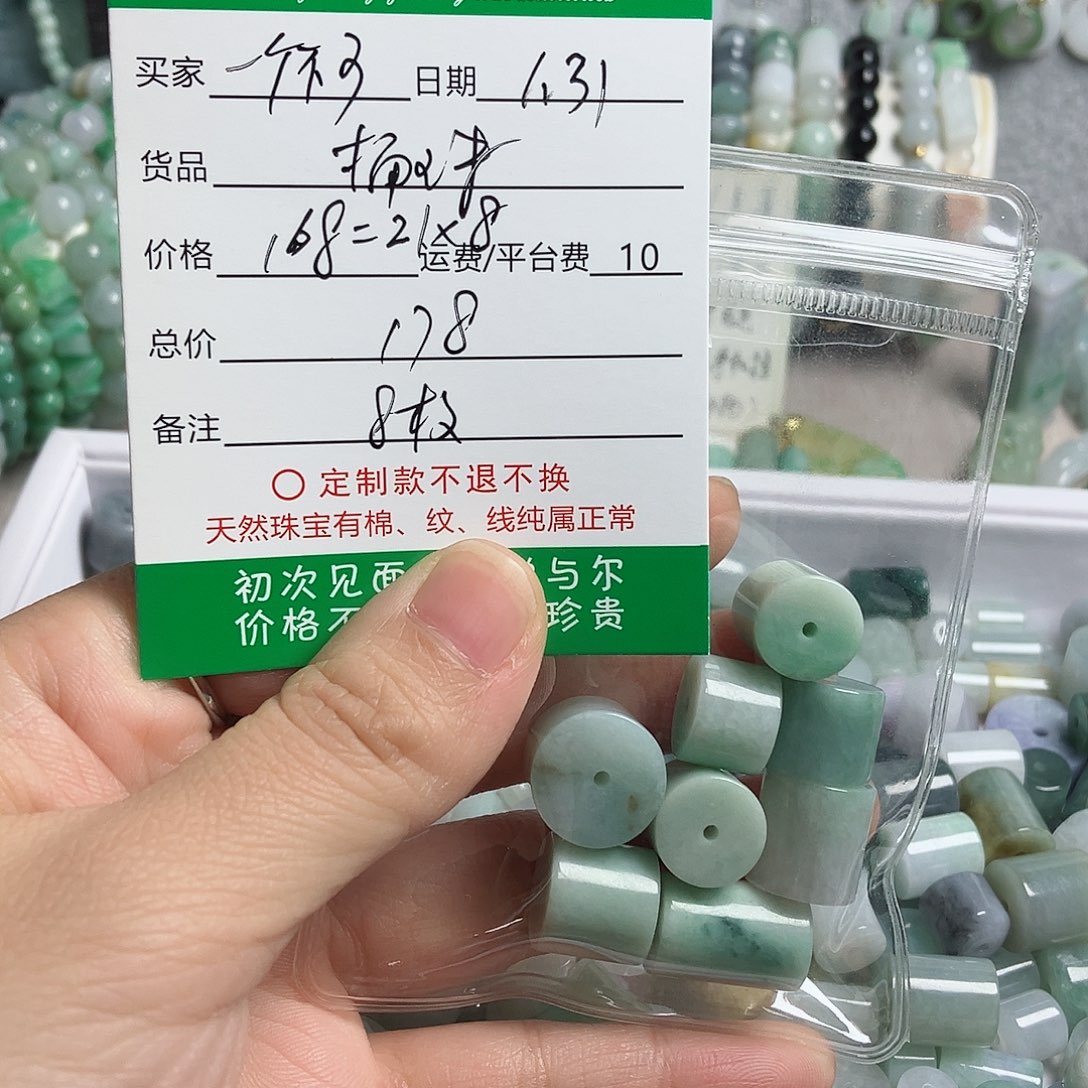 买家 日期 1.31
货品 桶珠
价格 168=21×8 运费/平台费 10
总价 178
备注 8枚
〇 定制款不退不换
天然珠宝有棉、纹、线纯属正常
初次见面 与尔
价格不 珍贵